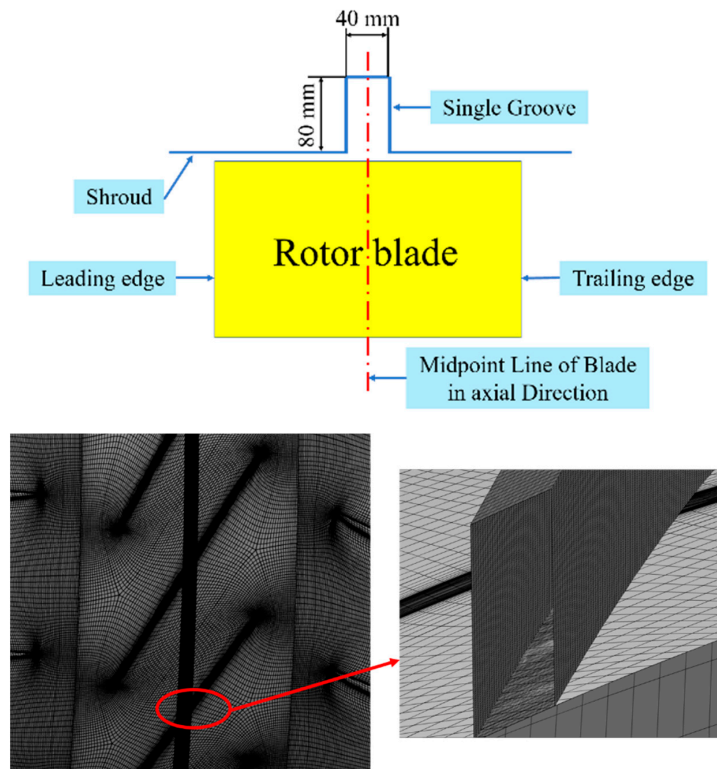 40 mm
80 mm
Single Groove
Shroud
Rotor blade
Leading edge
Trailing edge
Midpoint Line of Blade
in axial Direction